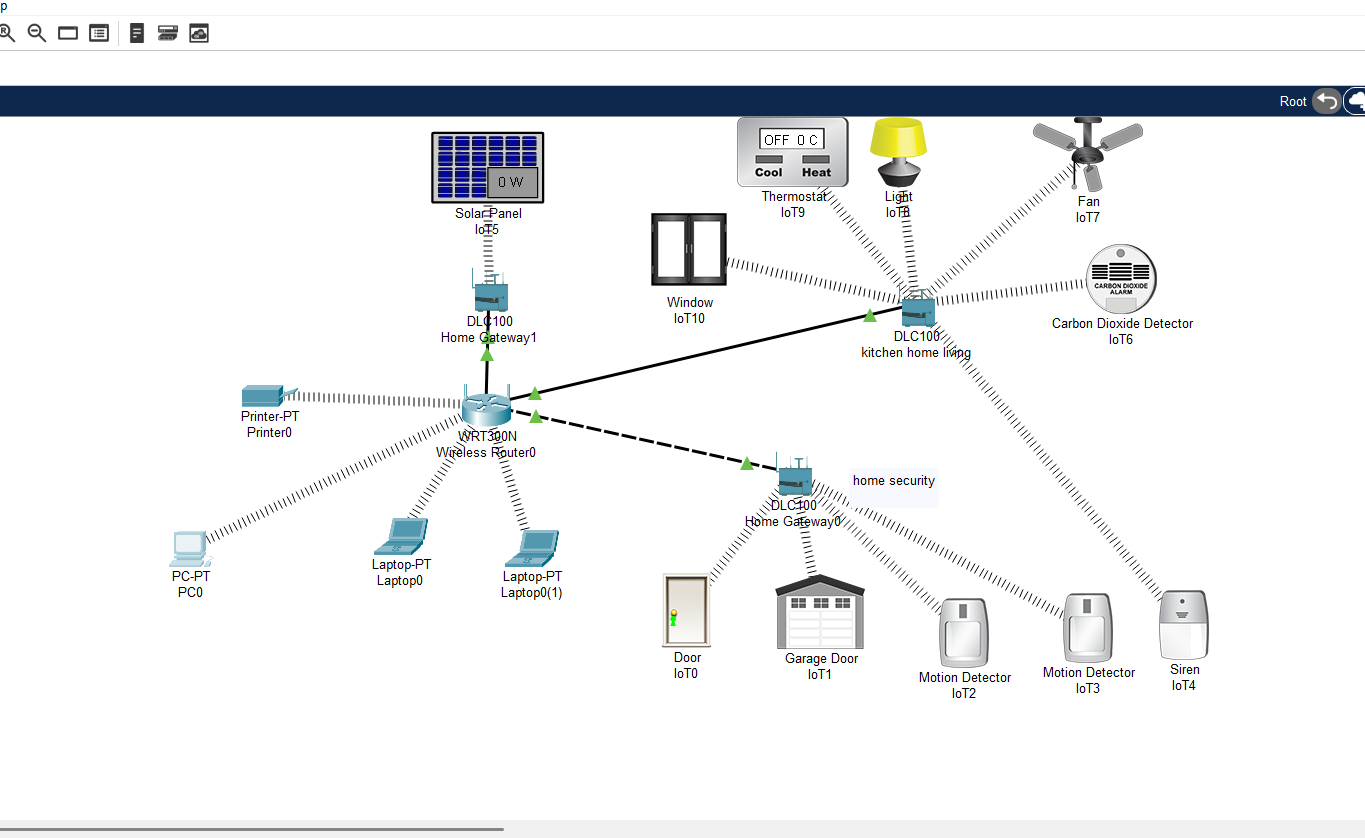 p
Root
0 W
Solar Panel
IoT5
OFF 0 C
Cool Heat
Thermostat
IoT9
Light
IoT8
Fan
IoT7
Window
IoT10
CARBON DIOXIDE
ALARM
Carbon Dioxide Detector
IoT6
DLC100
Home Gateway1
DLC100
kitchen home living
Printer-PT
Printer0
WRT300N
Wireless Router0
home security
DLC100
Home Gateway0
PC-PT
PC0
Laptop-PT
Laptop0
Laptop-PT
Laptop0(1)
Door
IoT0
Garage Door
IoT1
Motion Detector
IoT2
Motion Detector
IoT3
Siren
IoT4